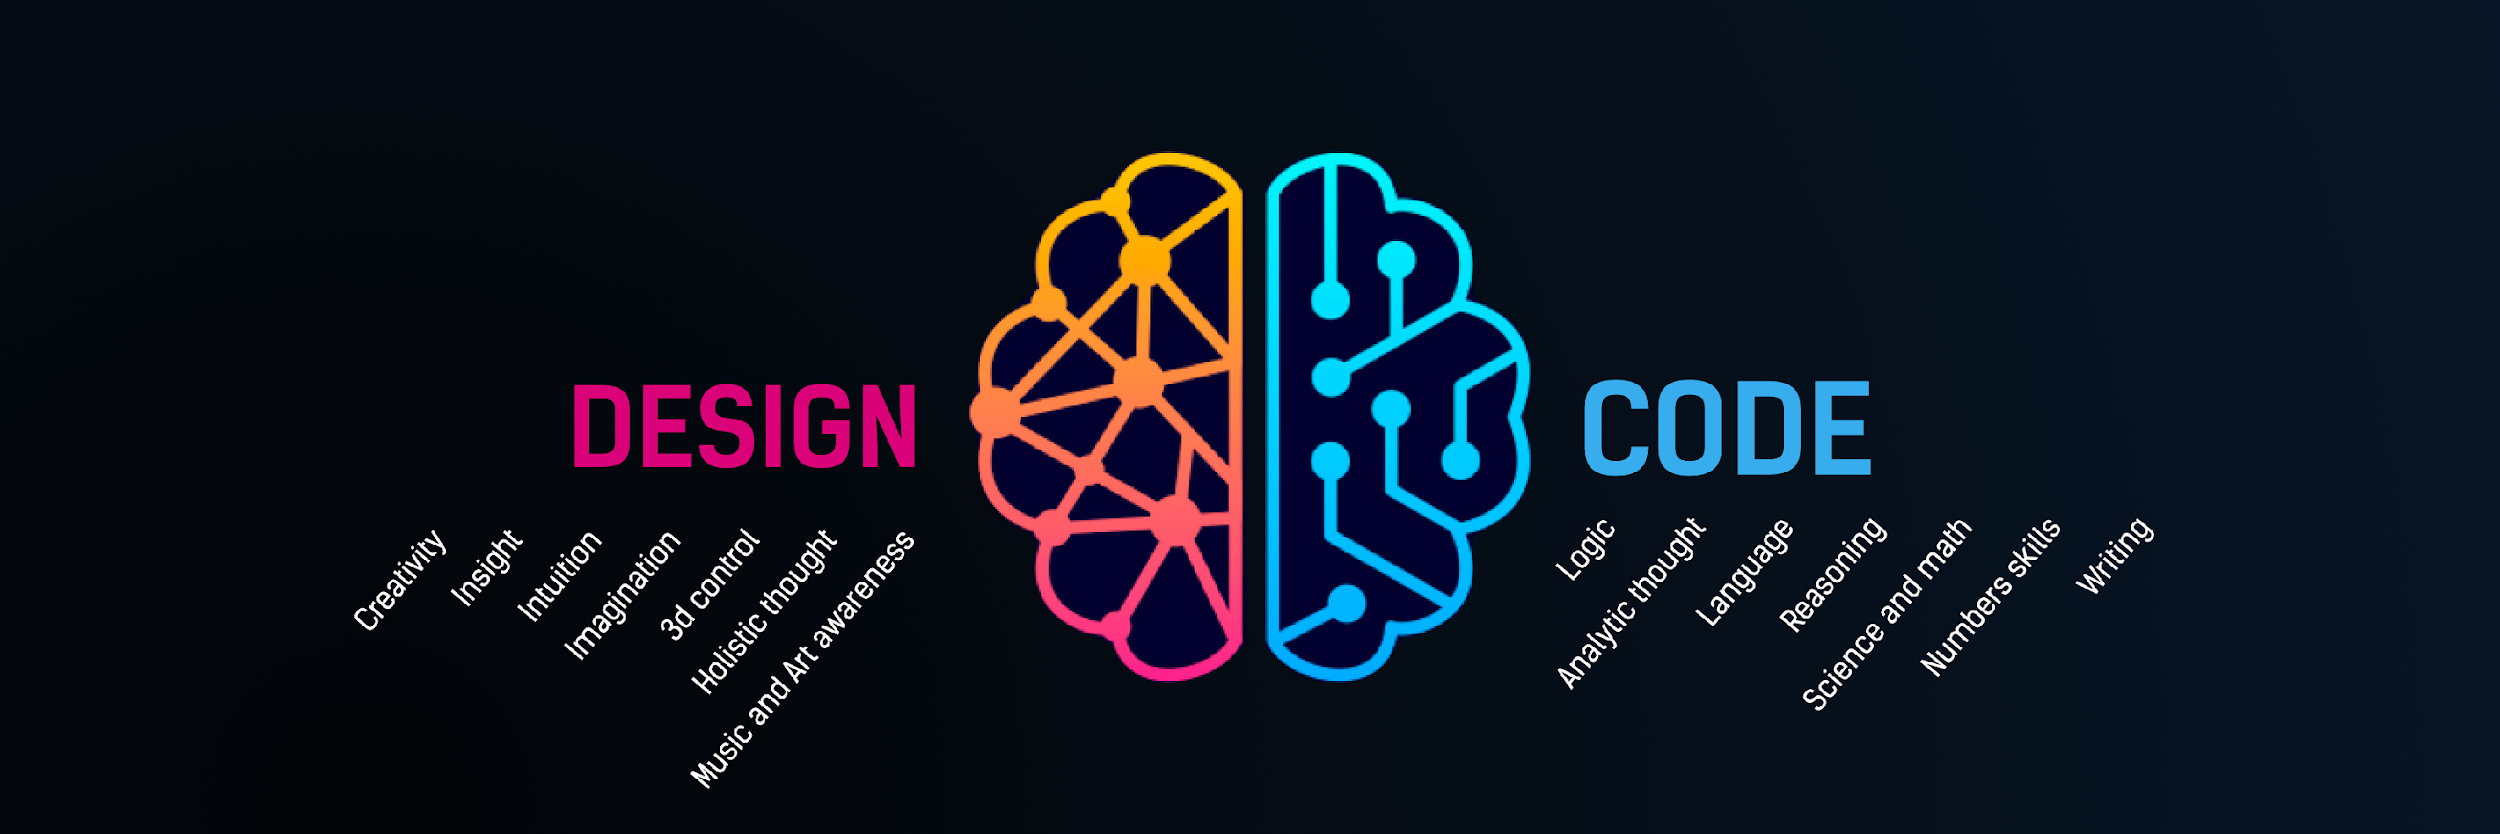 DESIGN
Creativity
Insight
Intuition
Imagination
3d control
Holistic thought
Music and Art awareness
CODE
Logic
Analytic thought
Language
Reasoning
Science and math
Numbers skills
Writing